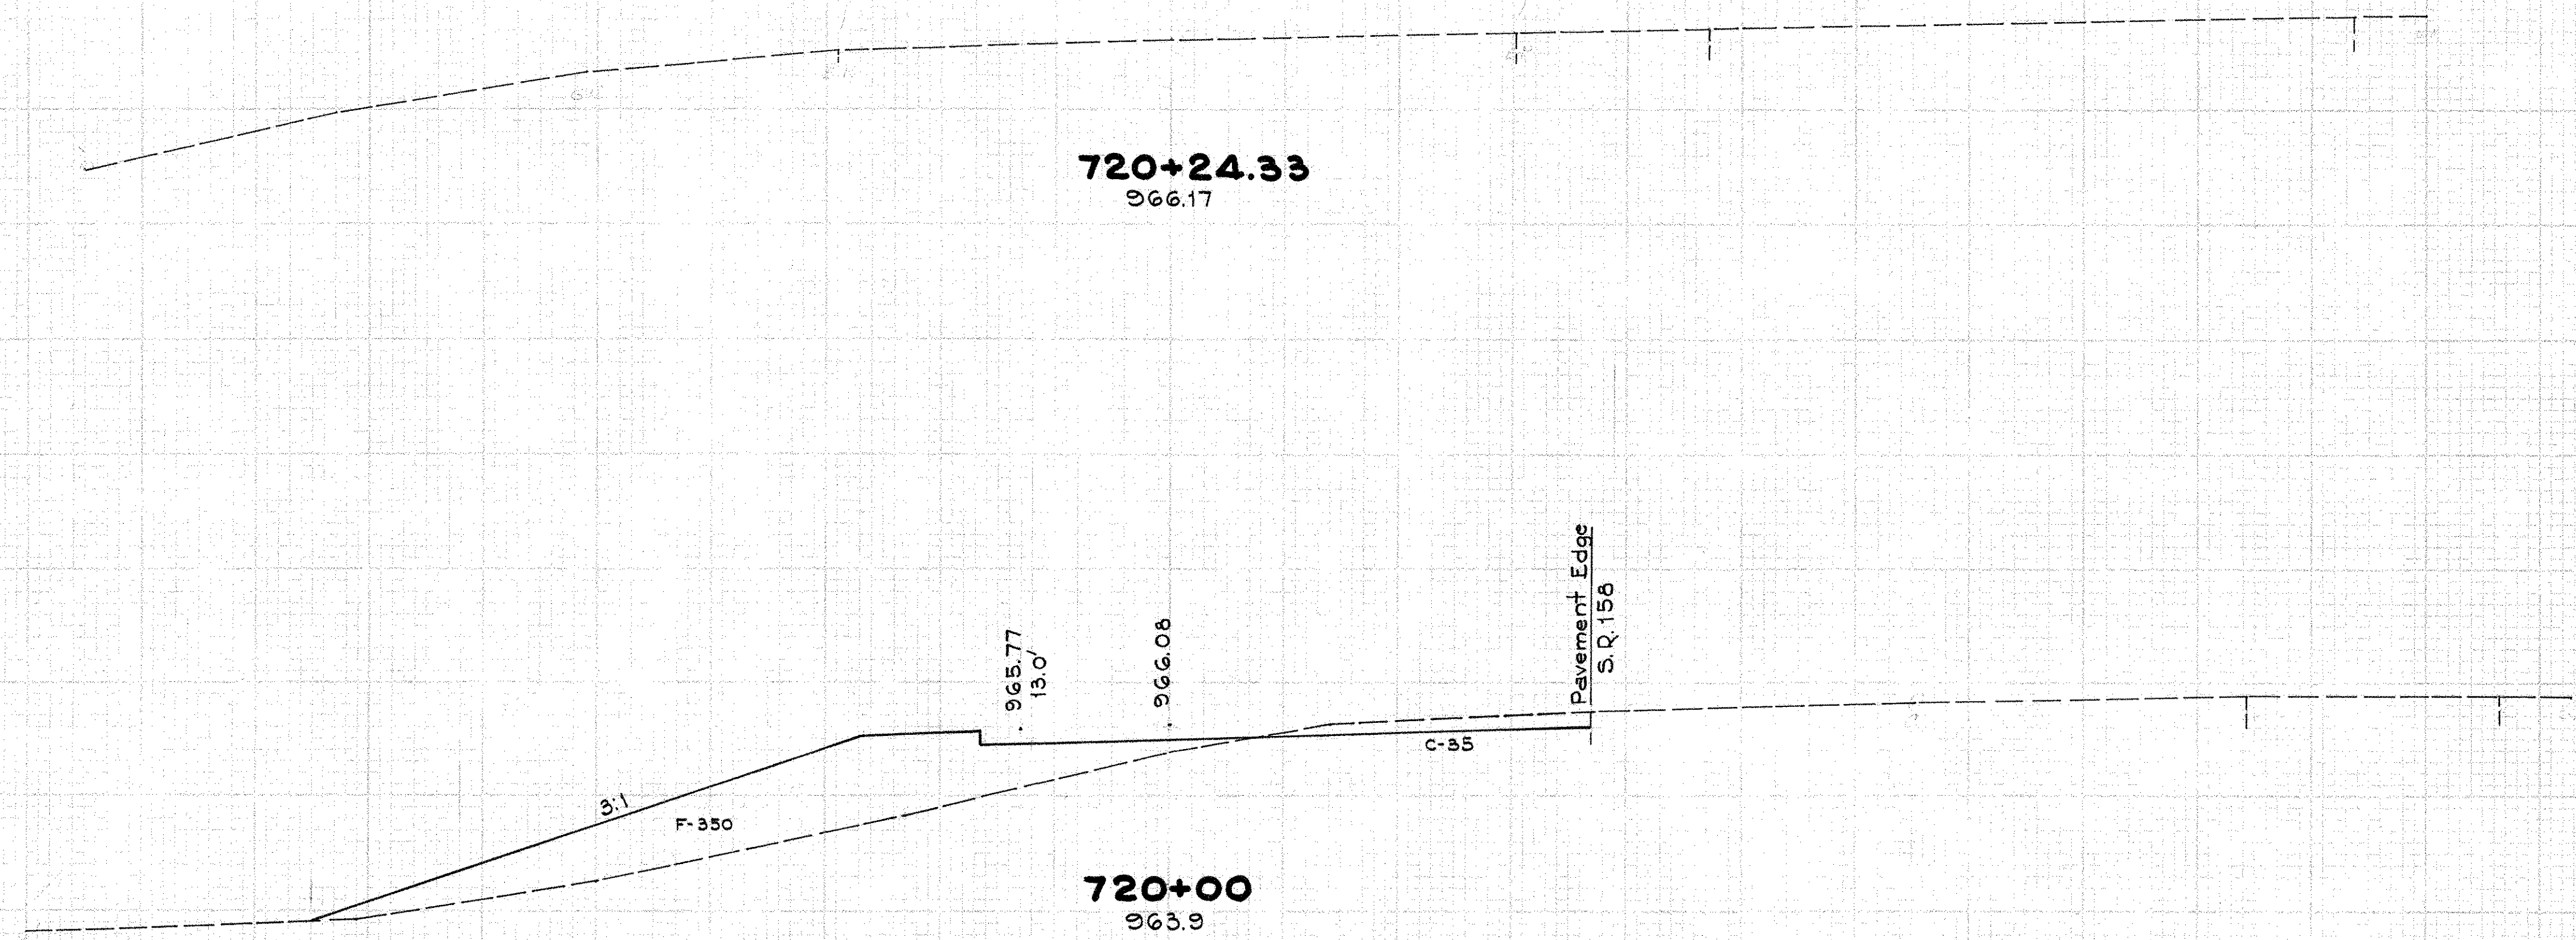 720+24.33
966.17
Pavement Edge
S.R. 158
965.77
13.0'
966.08
C-35
3:1
F-350
720+00
963.9